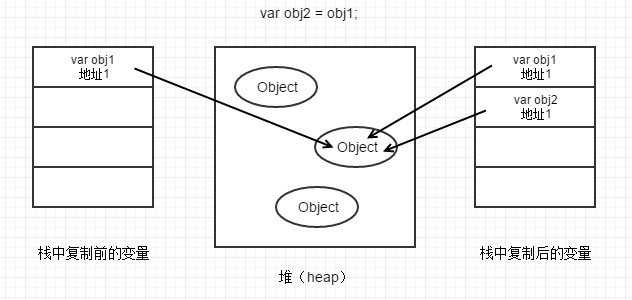 var obj2 = obj1;
var obj1
地址1
Object
Object
Object
var obj1
地址1
var obj2
地址1
栈中复制前的变量
堆（heap）
栈中复制后的变量